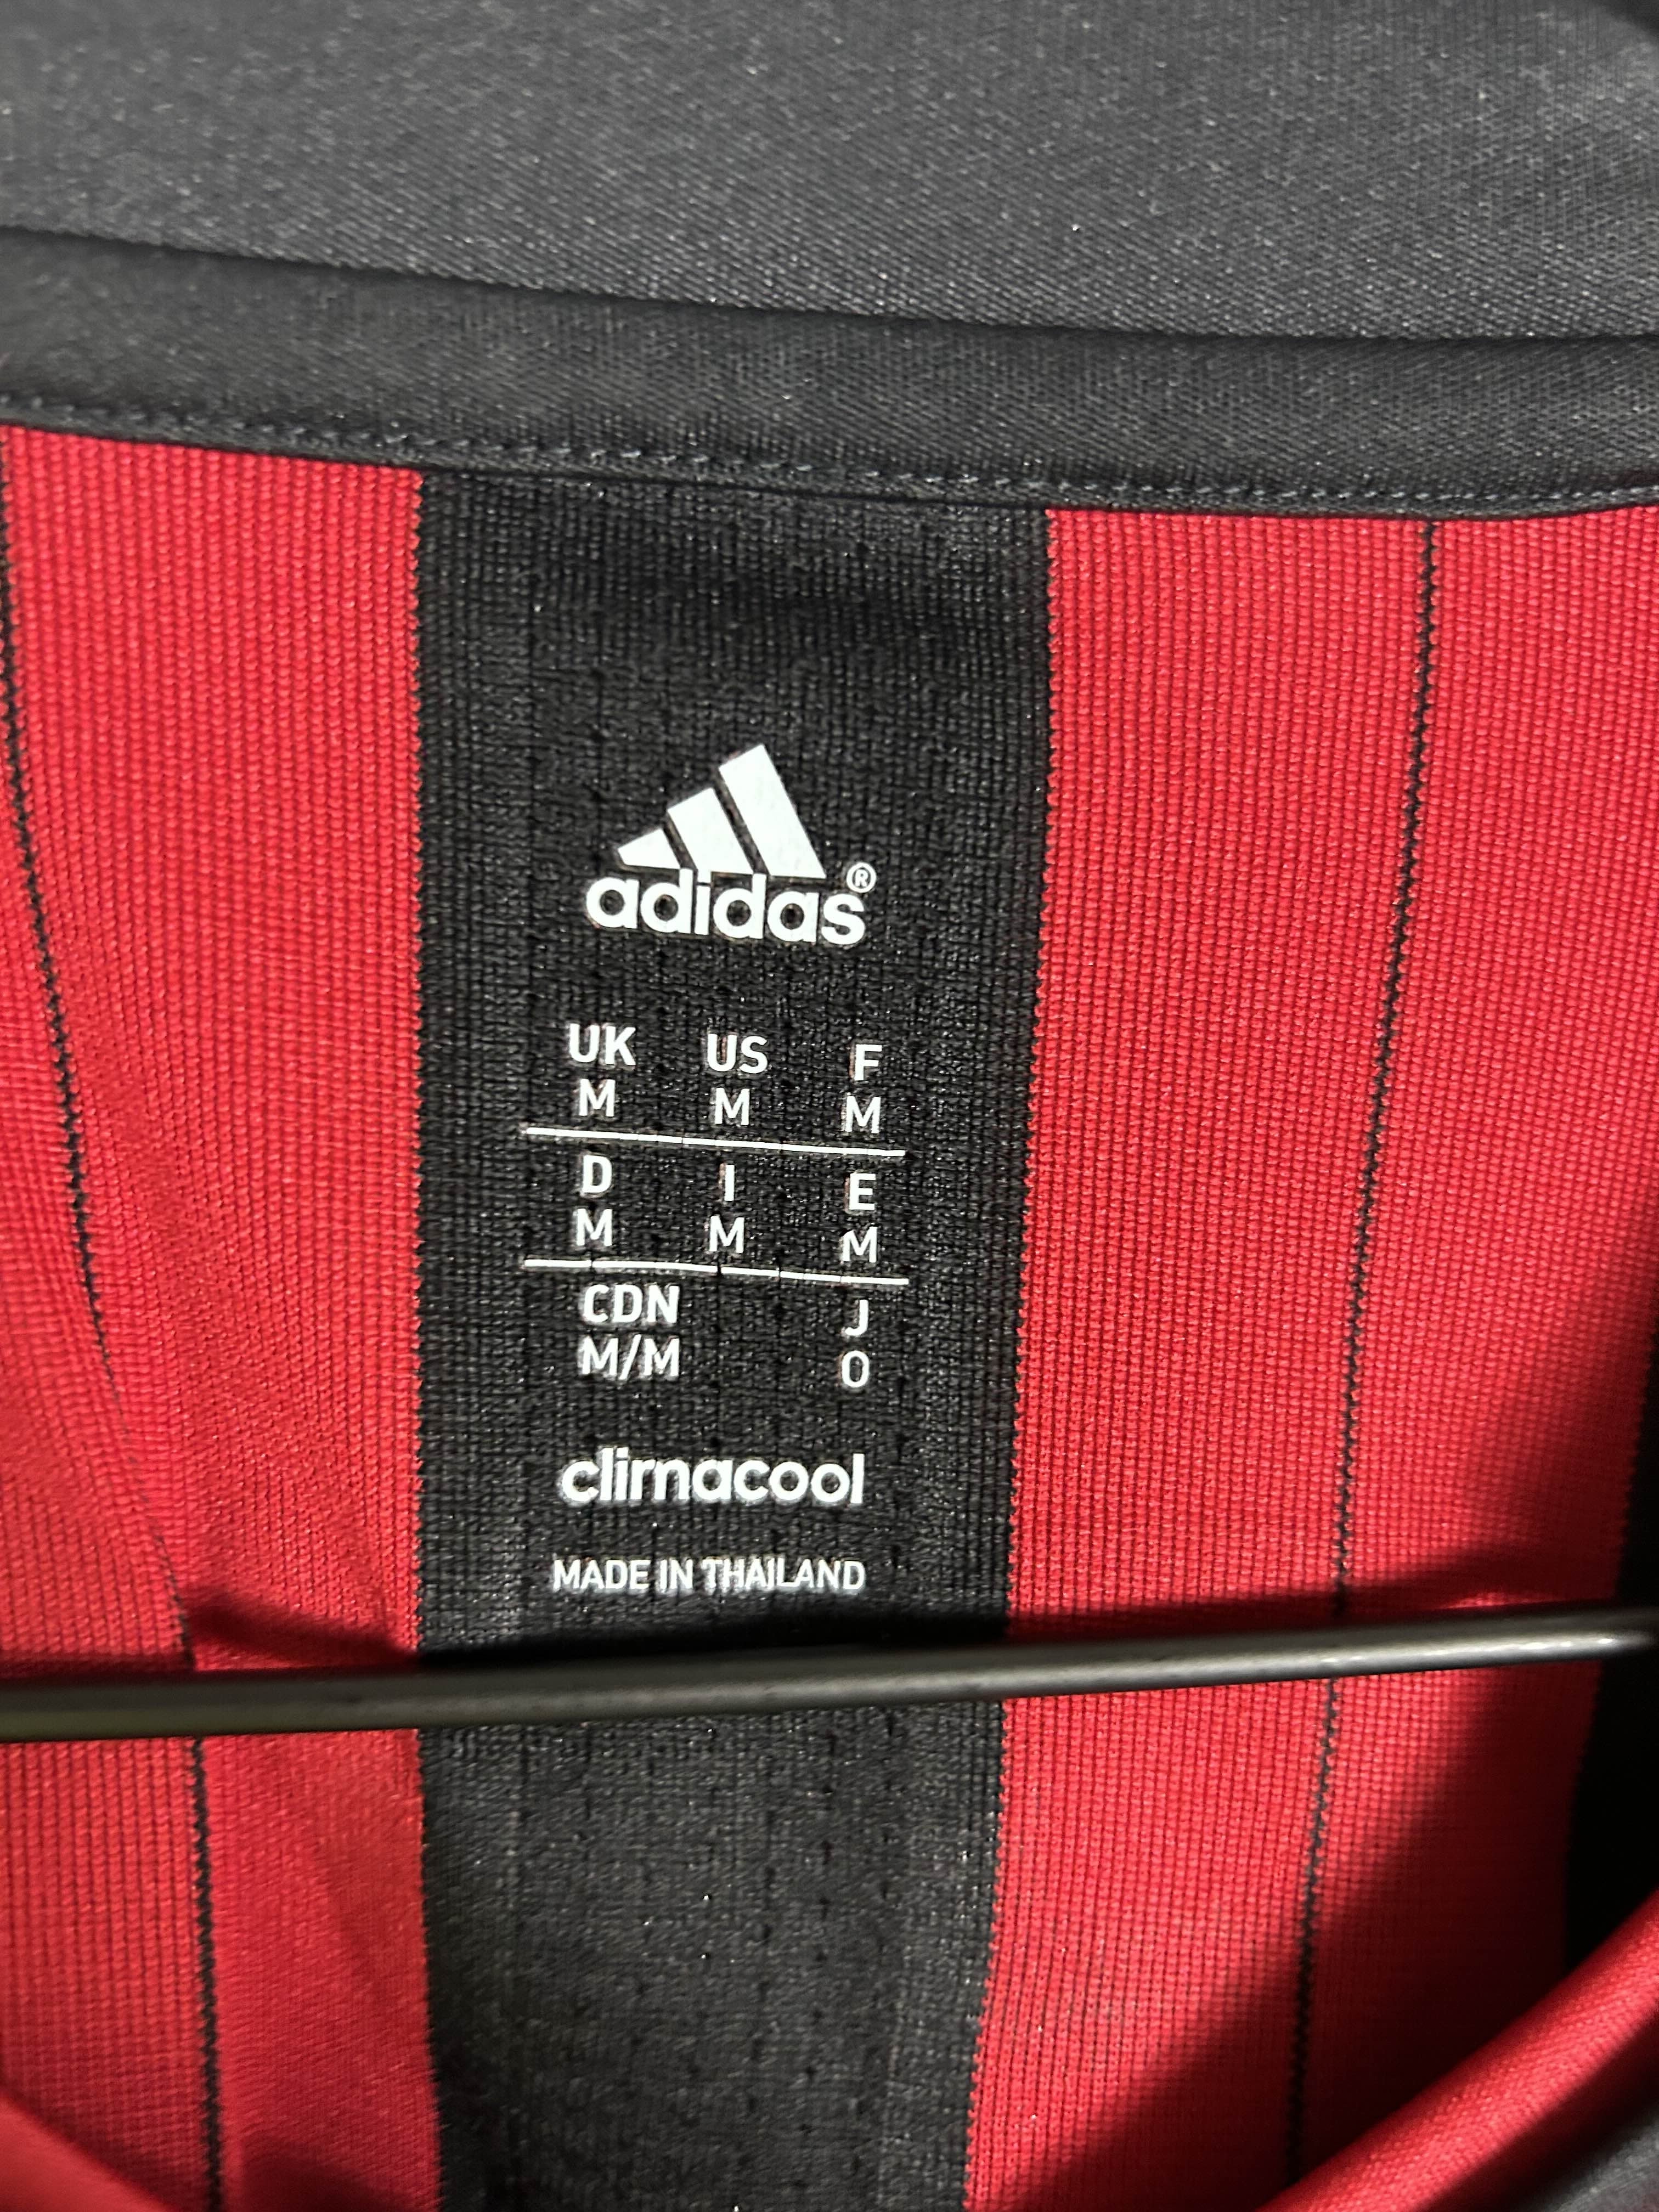 adidas®
UK US F
M M M
D I E
M M M
CDN J
M/M O
climacool
MADE IN THAILAND